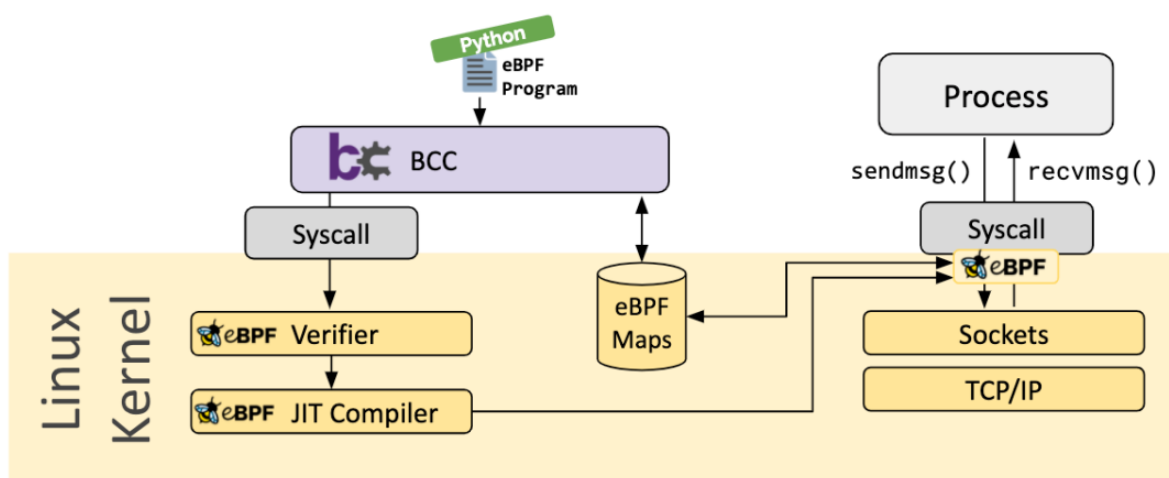 Python
eBPF
Program
bc BCC
Process
sendmsg()
recvmsg()
Syscall
Syscall
eBPF
Linux
Kernel
eBPF
Maps
eBPF Verifier
Sockets
eBPF JIT Compiler
TCP/IP